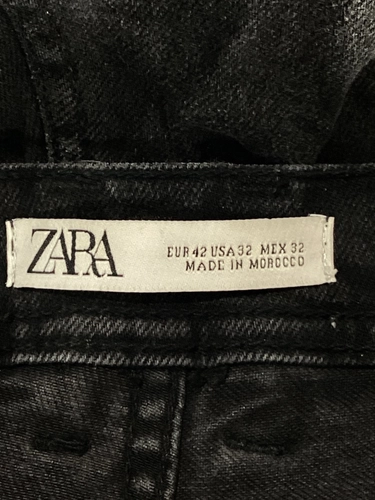 ZARA
EUR 42 USA 32 MEX 32
MADE IN MOROCCO